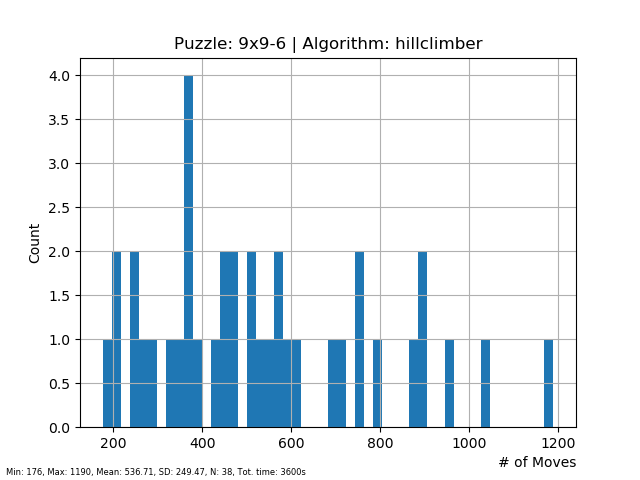 Puzzle: 9x9-6 | Algorithm: hillclimber
4.0
3.5
3.0
2.5
2.0
1.5
1.0
0.5
0.0
Count
200 400 600 800 1000 1200
# of Moves
Min: 176, Max: 1190, Mean: 536.71, SD: 249.47, N: 38, Tot. time: 3600s